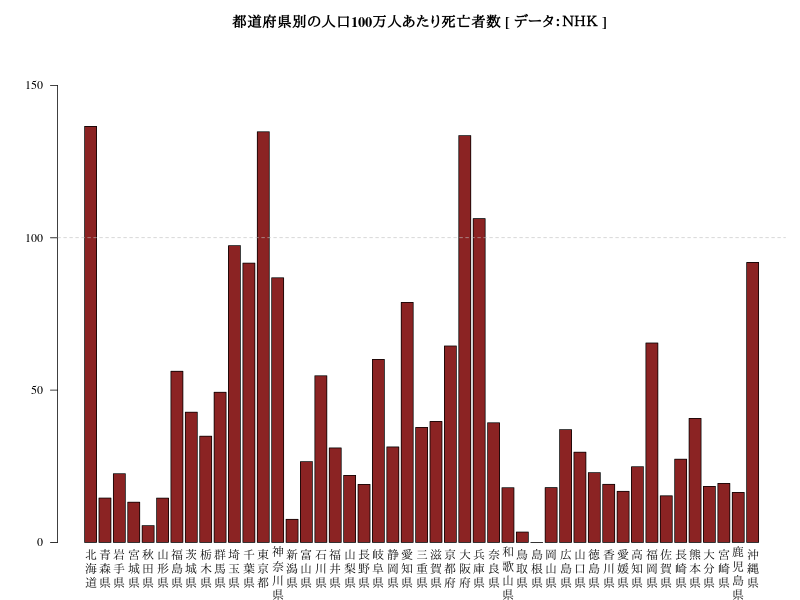 都道府県別の人口100万人あたり死亡者数 [ データ：NHK ]
150
100
50
0
北海道
青森県
岩手県
宮城県
秋田県
山形県
福島県
茨城県
栃木県
群馬県
埼玉県
千葉県
東京都
神奈川県
新潟県
富山県
石川県
福井県
山梨県
長野県
岐阜県
静岡県
愛知県
三重県
滋賀県
京都府
大阪府
兵庫県
奈良県
和歌山県
鳥取県
島根県
岡山県
広島県
山口県
徳島県
香川県
愛媛県
高知県
福岡県
佐賀県
長崎県
熊本県
大分県
宮崎県
鹿児島県
沖縄県